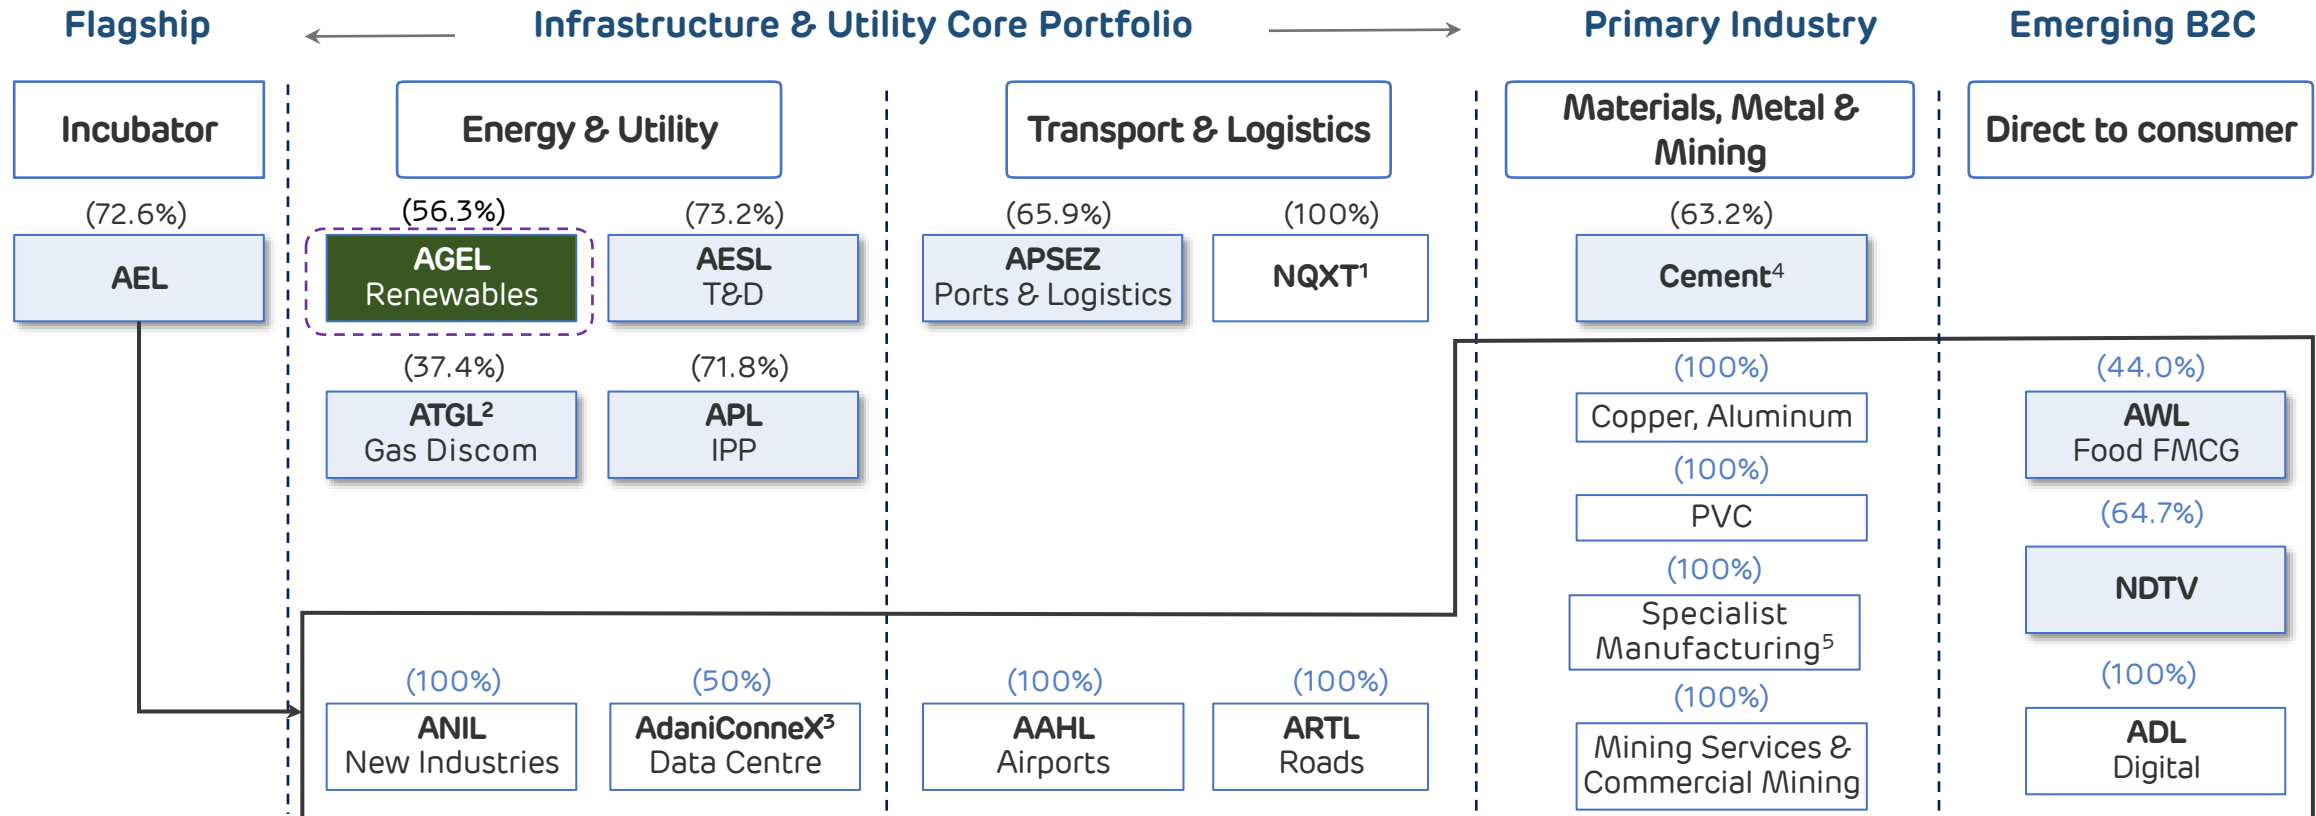 Flagship
Infrastructure & Utility Core Portfolio
Primary Industry
Emerging B2C
Incubator
Energy & Utility
Transport & Logistics
Materials, Metal &
Mining
Direct to consumer
(72.6%)
(56.3%)
(73.2%)
(65.9%)
(100%)
(63.2%)
AEL
AGEL
Renewables
AESL
T&D
APSEZ
Ports & Logistics
NQXT¹
Cement⁴
(37.4%)
(71.8%)
(100%)
(44.0%)
ATGL²
Gas Discom
APL
IPP
Copper, Aluminum
AWL
Food FMCG
(100%)
PVC
(64.7%)
NDTV
(100%)
Specialist
Manufacturing⁵
(100%)
(50%)
(100%)
(100%)
(100%)
(100%)
ANIL
New Industries
AdaniConneX³
Data Centre
AAHL
Airports
ARTL
Roads
Mining Services &
Commercial Mining
ADL
Digital